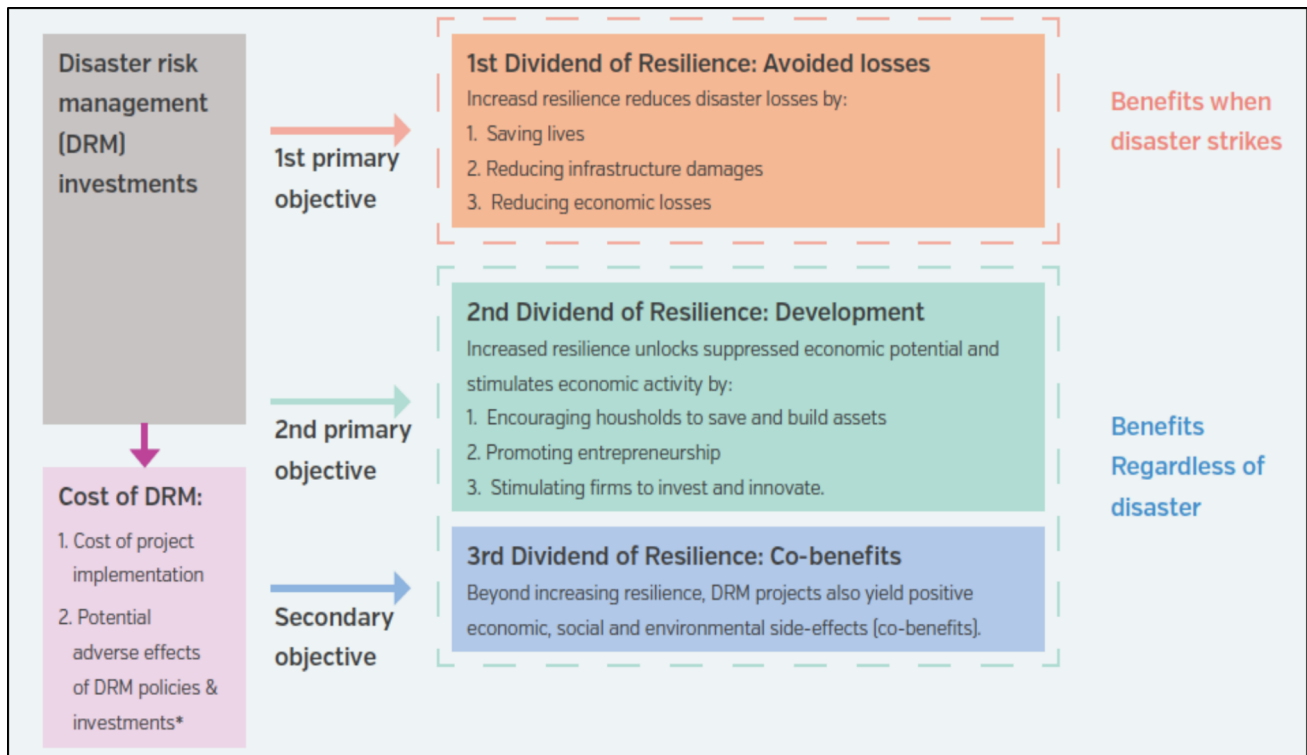 Disaster risk
management
(DRM)
investments
1st primary
objective
1st Dividend of Resilience: Avoided losses
Increasd resilience reduces disaster losses by:
1. Saving lives
2. Reducing infrastructure damages
3. Reducing economic losses
Benefits when
disaster strikes
2nd primary
objective
2nd Dividend of Resilience: Development
Increased resilience unlocks suppressed economic potential and
stimulates economic activity by:
1. Encouraging housholds to save and build assets
2. Promoting entrepreneurship
3. Stimulating firms to invest and innovate.
Benefits
Regardless of
disaster
Cost of DRM:
1. Cost of project
implementation
2. Potential
adverse effects
of DRM policies &
investments*
Secondary
objective
3rd Dividend of Resilience: Co-benefits
Beyond increasing resilience, DRM projects also yield positive
economic, social and environmental side-effects (co-benefits).